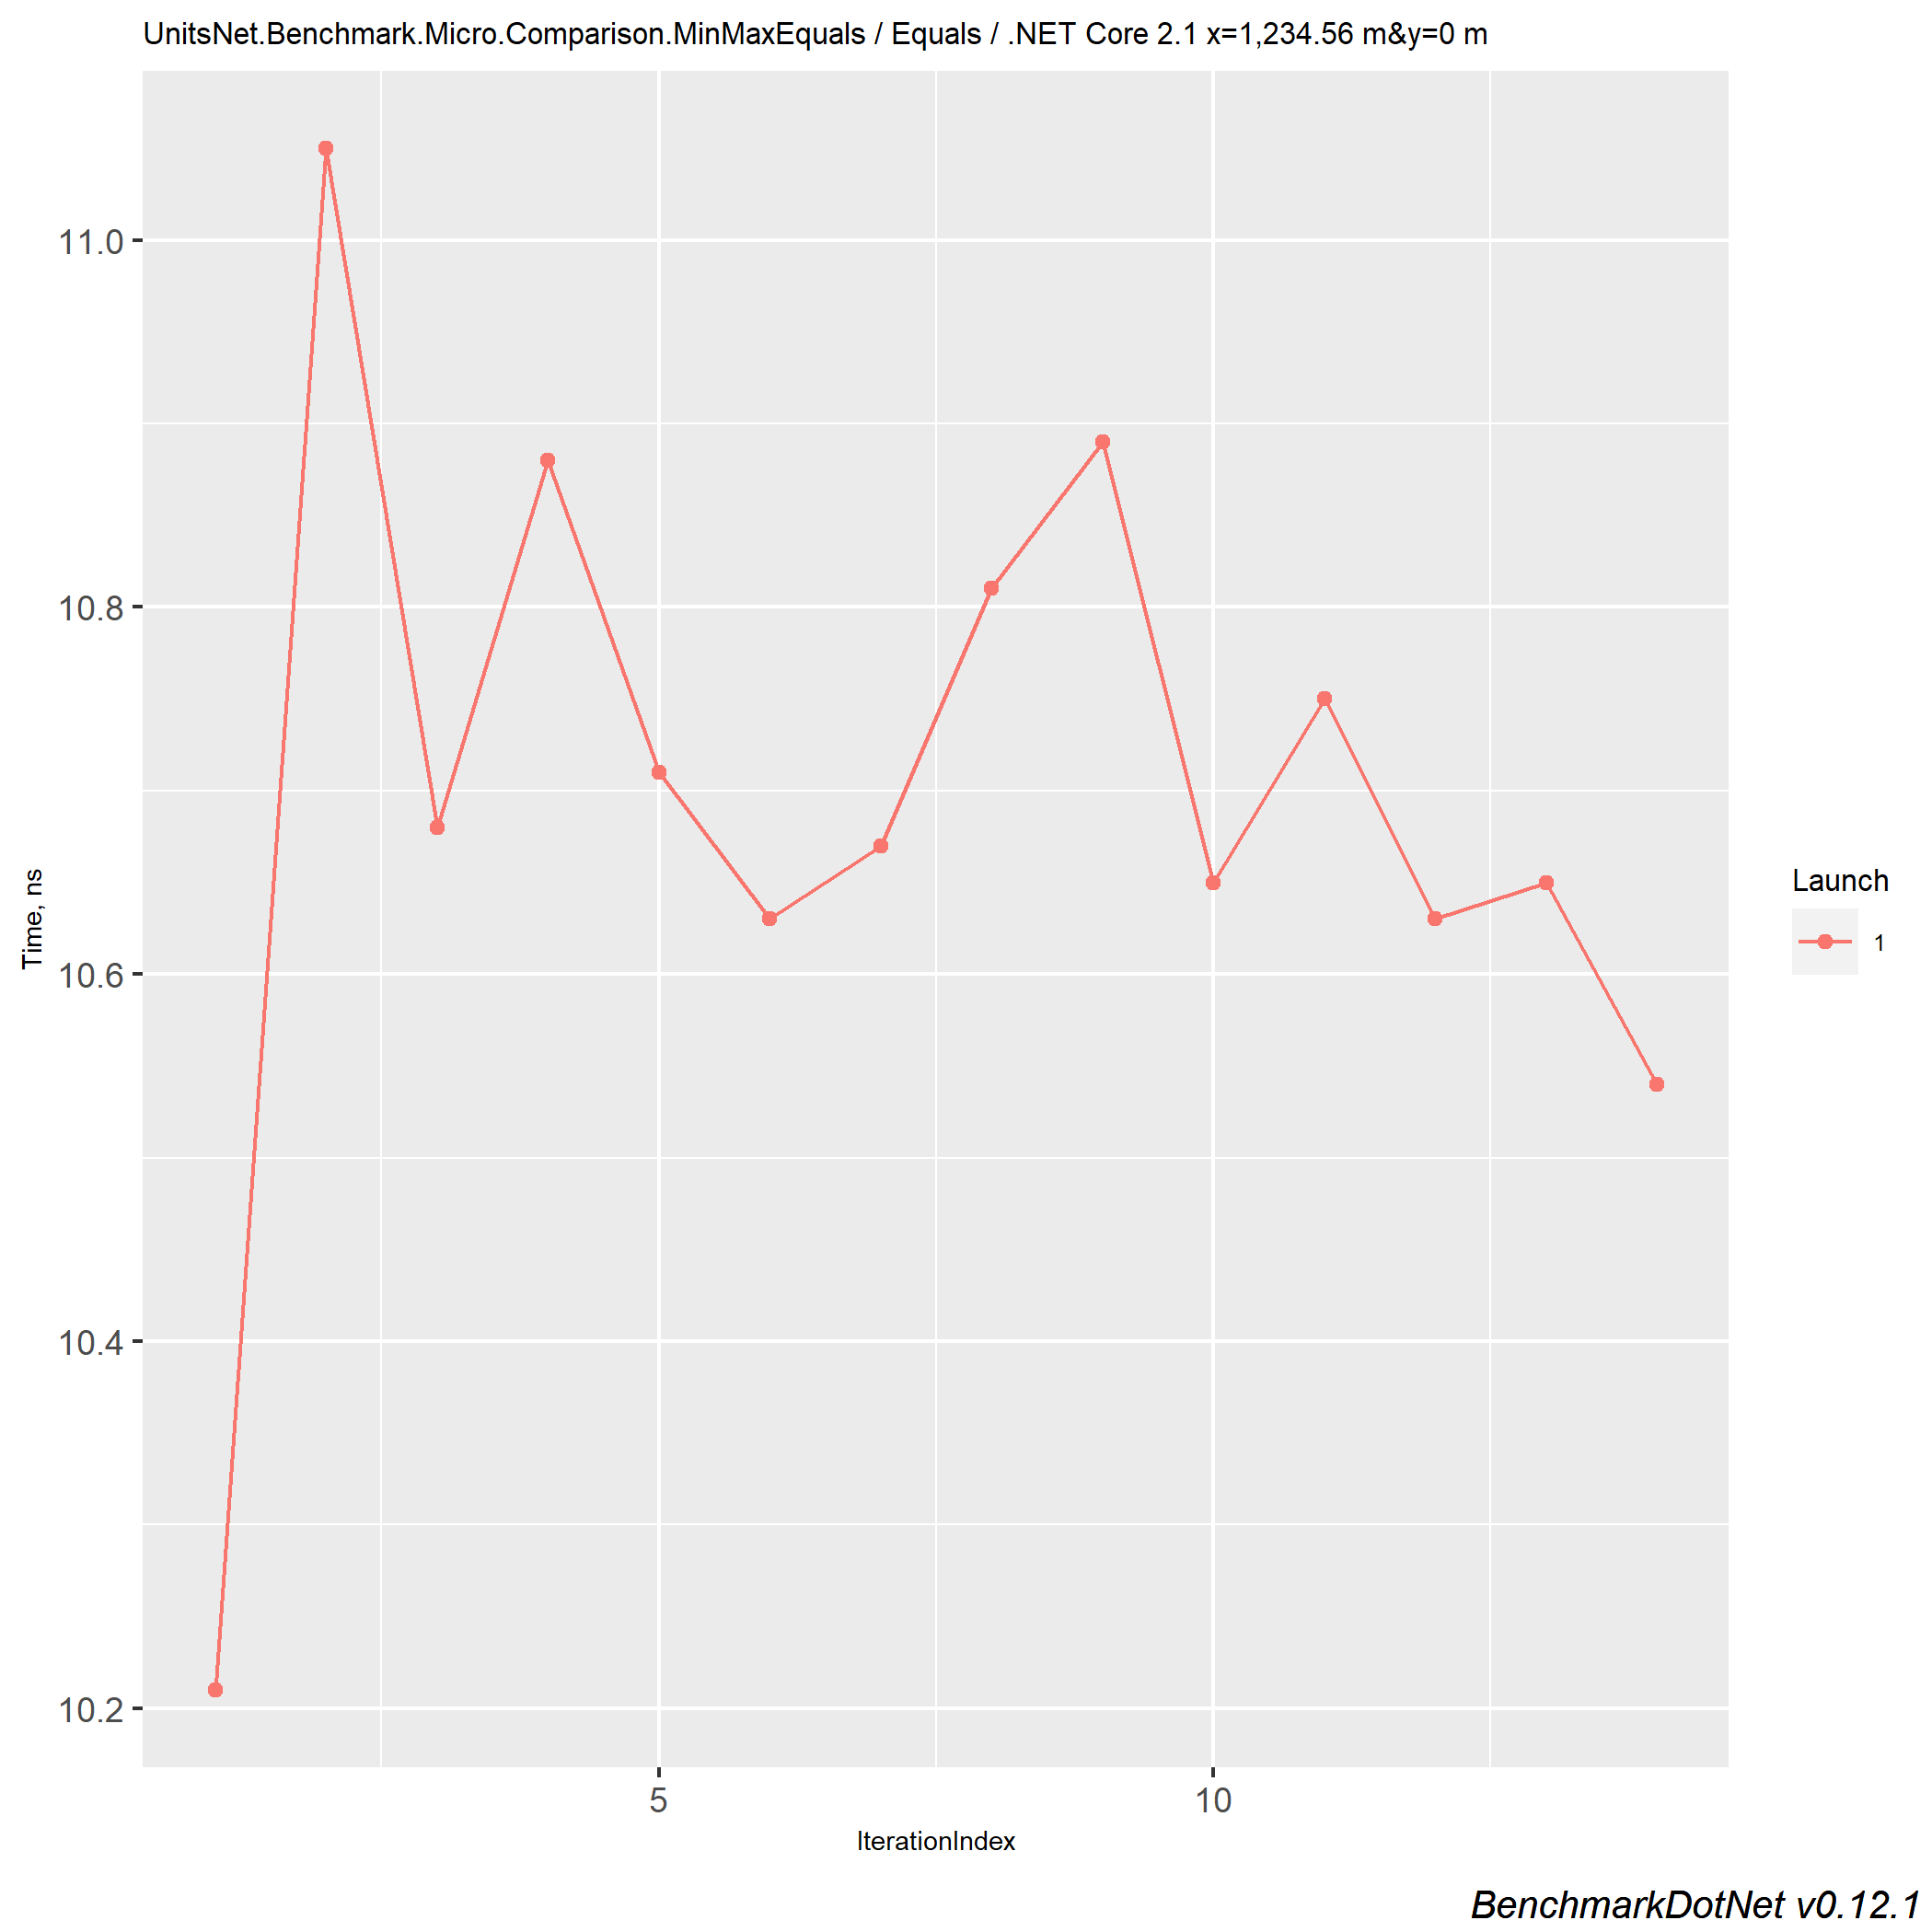 UnitsNet.Benchmark.Micro.Comparison.MinMaxEquals / Equals / .NET Core 2.1 x=1,234.56 m&y=0 m
11.0
10.8
10.6
10.4
10.2
Time, ns
5
10
IterationIndex
Launch
1
BenchmarkDotNet v0.12.1